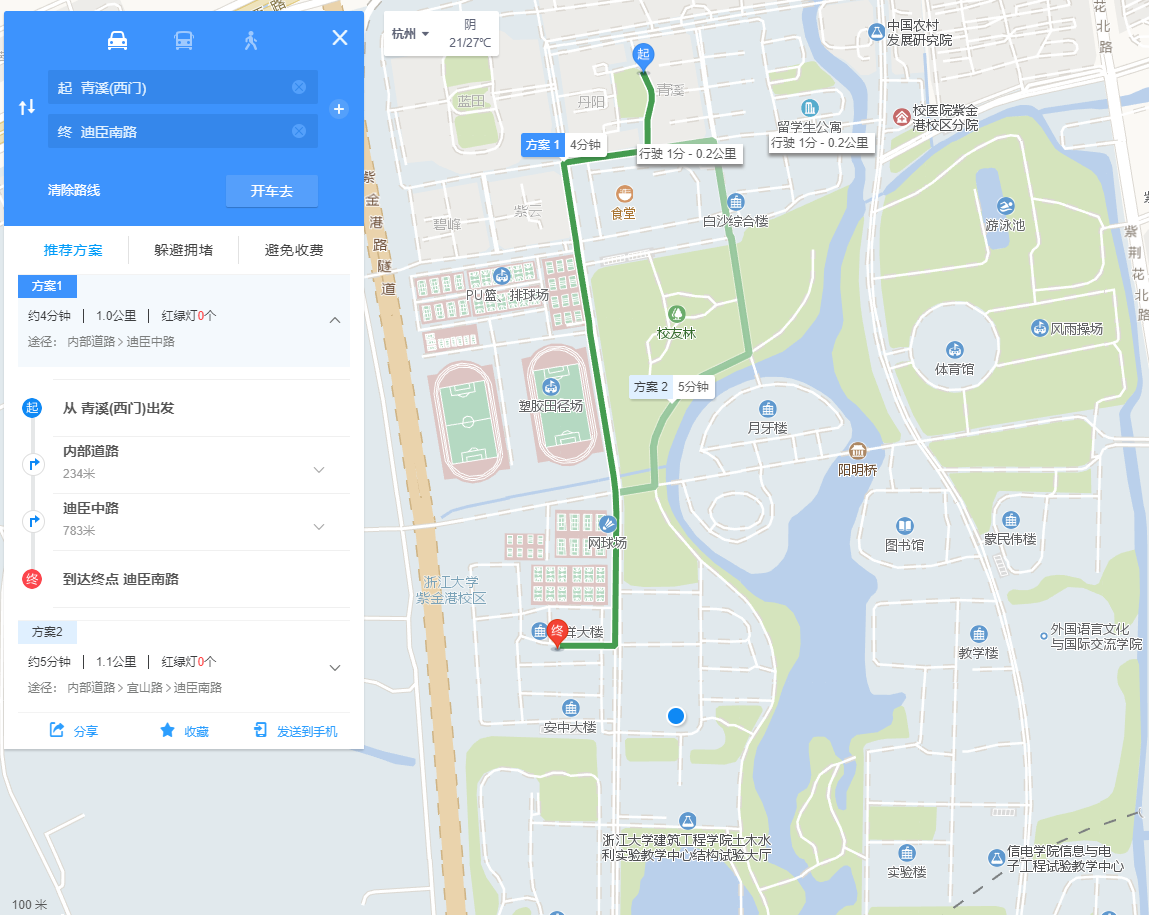 起 青溪(西门)
终 迪臣南路
清除路线
开车去
推荐方案
躲避拥堵
避免收费
方案1
约4分钟 | 1.0公里 | 红绿灯0个
途径： 内部道路 > 迪臣中路
起
从 青溪(西门)出发
内部道路
234米
迪臣中路
783米
终
到达终点 迪臣南路
方案2
约5分钟 | 1.1公里 | 红绿灯0个
途径： 内部道路 > 宜山路 > 迪臣南路
分享
收藏
发送到手机
100 米
杭州
阴
21/27℃
起
蓝田
丹阳
青溪
中国农村
发展研究院
花北路
留学生公寓
行驶 1分 - 0.2公里
校医院紫金
港校区分院
方案 1
4分钟
行驶 1分 - 0.2公里
紫金港路隧道
食堂
白沙综合楼
碧峰
紫云
游泳池
紫荆花北路
PU篮、排球场
校友林
风雨操场
体育馆
方案 2
5分钟
塑胶田径场
月牙楼
阳明桥
网球场
图书馆
蒙民伟楼
浙江大学
紫金港校区
终
洋大楼
教学楼
外国语言文化
与国际交流学院
安中大楼
浙江大学建筑工程学院土木水
利实验教学中心结构试验大厅
实验楼
信电学院信息与电
子工程试验教学中心